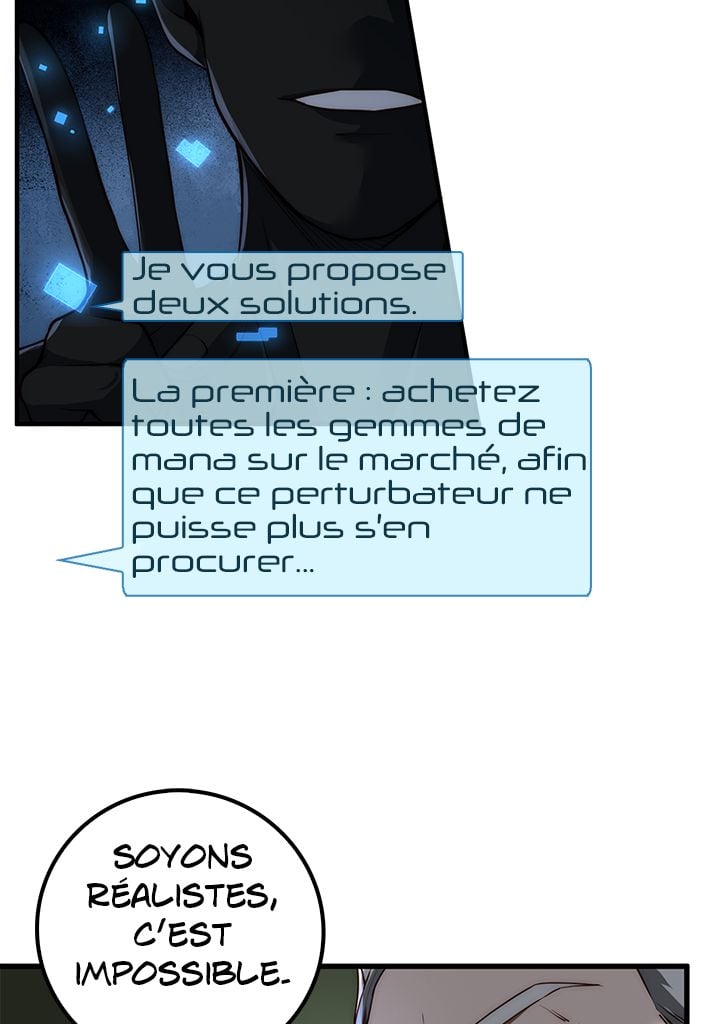 Je vous propose
deux solutions.
La première : achetez
toutes les gemmes de
mana sur le marché, afin
que ce perturbateur ne
puisse plus s'en
procurer...
SOYONS
RÉALISTES,
C'EST
IMPOSSIBLE.